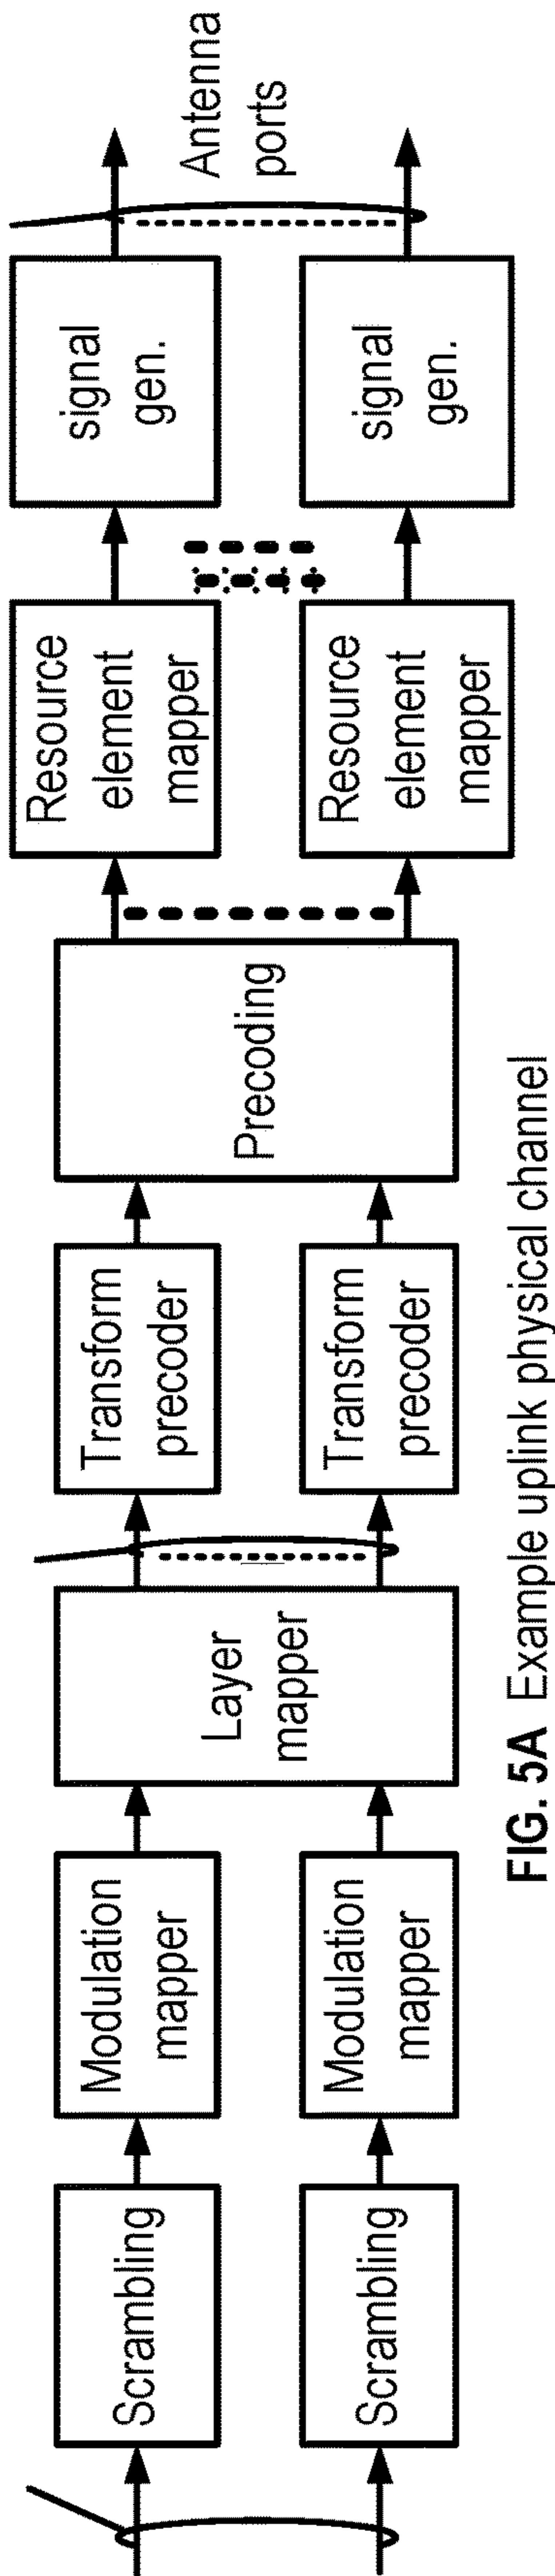 Scrambling
Modulation
mapper
Scrambling
Modulation
mapper
Layer
mapper
Transform
precoder
Transform
precoder
Precoding
Resource
element
mapper
Resource
element
mapper
signal
gen.
signal
gen.
Antenna
ports
FIG. 5A Example uplink physical channel